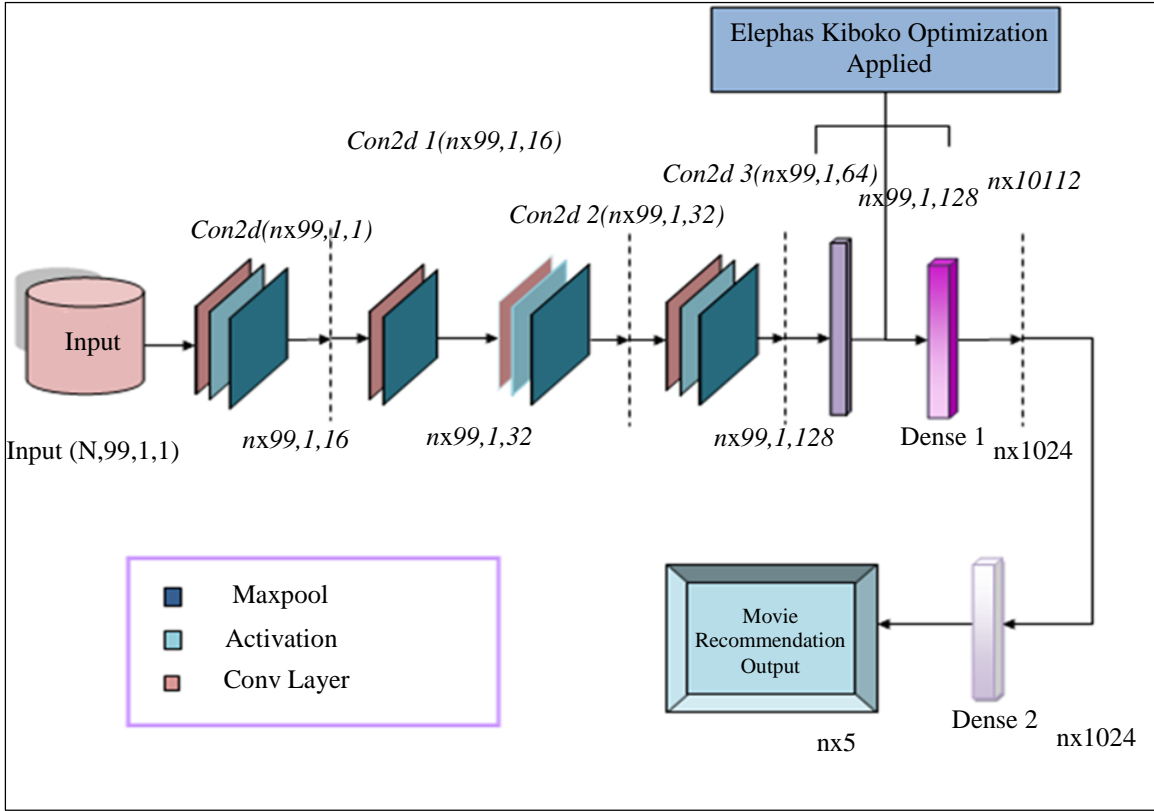 Elephas Kiboko Optimization
Applied
Con2d 1(nx99,1,16)
Con2d 3(nx99,1,64)
nx10112
nx99,1,128
Con2d 2(nx99,1,32)
Con2d(nx99,1,1)
Input
Input (N,99,1,1)
nx99,1,16
nx99,1,32
nx99,1,128
Dense 1
nx1024
Maxpool
Activation
Conv Layer
Movie
Recommendation
Output
nx5
Dense 2
nx1024